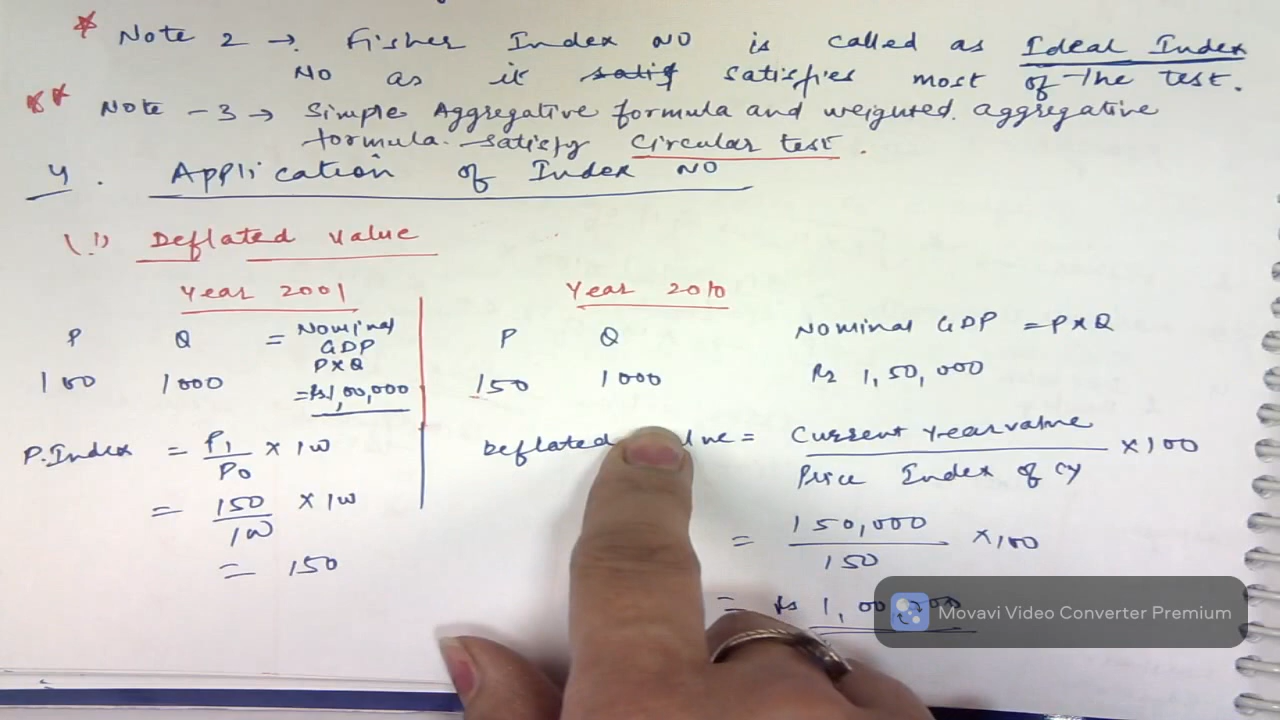 * Note 2 → Fisher Index NO is called as Ideal Index
NO as it satisfies most of the test.
** Note - 3 → Simple Aggregative formula and weighted aggregative
formula satisfy Circular test.
4. Application of Index NO
(1) Deflated value
Year 2001
P Q = Nominal GDP P×Q
100 1000 = Rs 1,00,000
P.Index = P1/P0 × 100
= 150/100 × 100
= 150
Year 2010
P Q Nominal GDP = P×Q
150 1000 Rs 1,50,000
Deflated = Current year value / Price Index of cy × 100
= 150,000 / 150 × 100
= Rs 1,00,000
Movavi Video Converter Premium